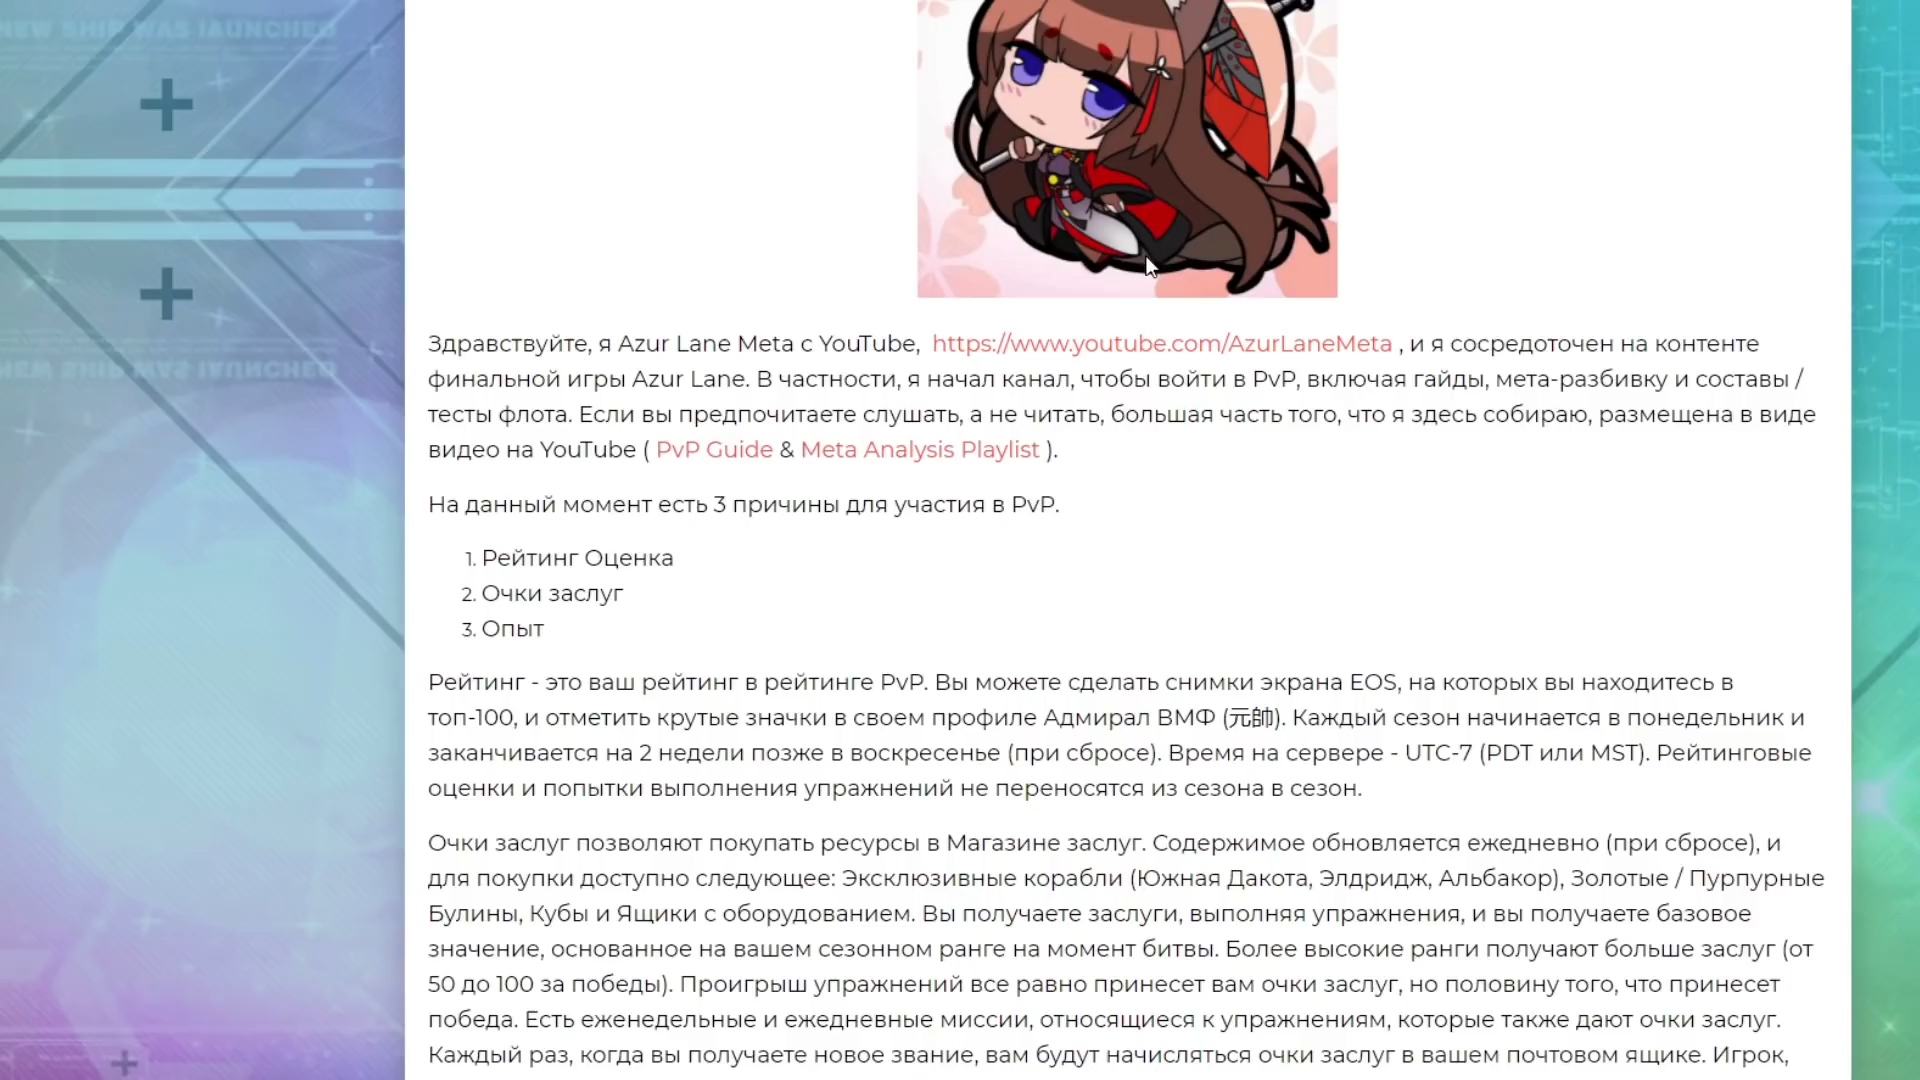 NEW SHIP WAS LAUNCHED
Здравствуйте, я Azur Lane Meta с YouTube, https://www.youtube.com/AzurLaneMeta , и я сосредоточен на контенте
финальной игры Azur Lane. В частности, я начал канал, чтобы войти в PvP, включая гайды, мета-разбивку и составы /
тесты флота. Если вы предпочитаете слушать, а не читать, большая часть того, что я здесь собираю, размещена в виде
видео на YouTube ( PvP Guide & Meta Analysis Playlist ).
На данный момент есть 3 причины для участия в PvP.
1. Рейтинг Оценка
2. Очки заслуг
3. Опыт
Рейтинг - это ваш рейтинг в рейтинге PvP. Вы можете сделать снимки экрана EOS, на которых вы находитесь в
топ-100, и отметить крутые значки в своем профиле Адмирал ВМФ (元帥). Каждый сезон начинается в понедельник и
заканчивается на 2 недели позже в воскресенье (при сбросе). Время на сервере - UTC-7 (PDT или MST). Рейтинговые
оценки и попытки выполнения упражнений не переносятся из сезона в сезон.
Очки заслуг позволяют покупать ресурсы в Магазине заслуг. Содержимое обновляется ежедневно (при сбросе), и
для покупки доступно следующее: Эксклюзивные корабли (Южная Дакота, Элдридж, Альбакор), Золотые / Пурпурные
Булины, Кубы и Ящики с оборудованием. Вы получаете заслуги, выполняя упражнения, и вы получаете базовое
значение, основанное на вашем сезонном ранге на момент битвы. Более высокие ранги получают больше заслуг (от
50 до 100 за победы). Проигрыш упражнений все равно принесет вам очки заслуг, но половину того, что принесет
победа. Есть еженедельные и ежедневные миссии, относящиеся к упражнениям, которые также дают очки заслуг.
Каждый раз, когда вы получаете новое звание, вам будут начисляться очки заслуг в вашем почтовом ящике. Игрок,